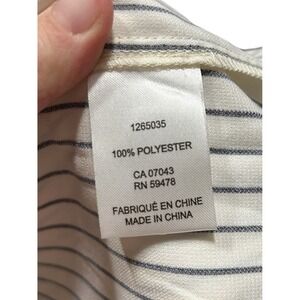 1265035
100% POLYESTER
CA 07043
RN 59478
FABRIQUÉ EN CHINE
MADE IN CHINA